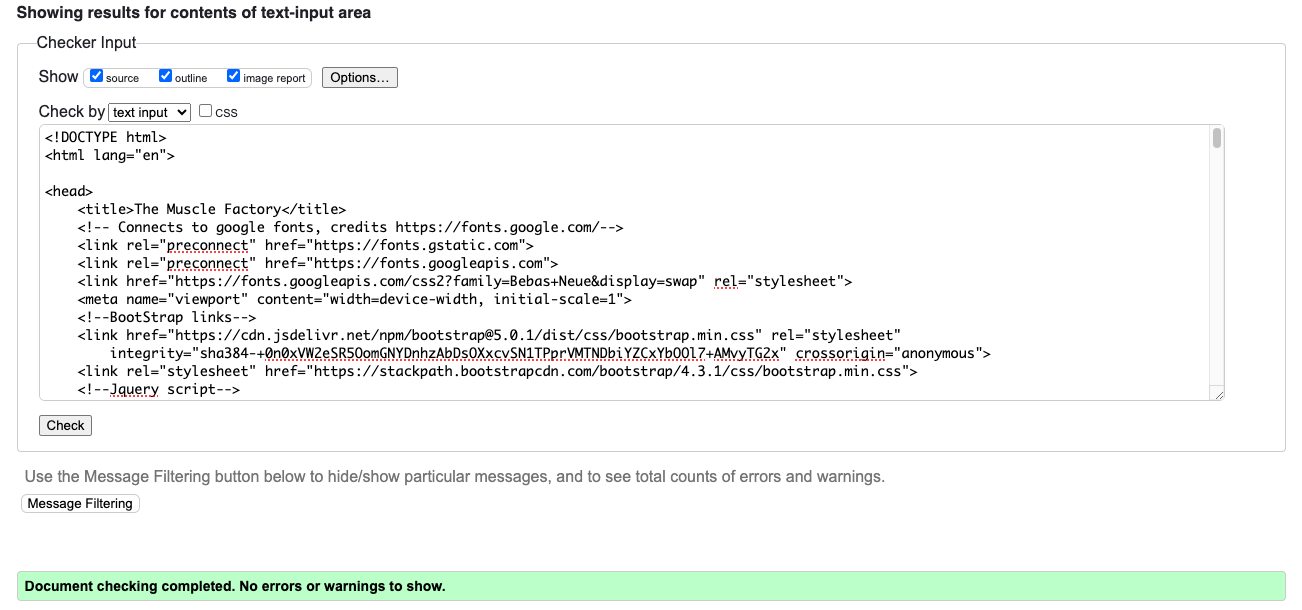 Showing results for contents of text-input area
Checker Input
Show source outline image report Options...
Check by text input CSS
<!DOCTYPE html>
<html lang="en">
<head>
<title>The Muscle Factory</title>
<!-- Connects to google fonts, credits https://fonts.google.com/-->
<link rel="preconnect" href="https://fonts.gstatic.com">
<link rel="preconnect" href="https://fonts.googleapis.com">
<link href="https://fonts.googleapis.com/css2?family=Bebas+Neue&display=swap" rel="stylesheet">
<meta name="viewport" content="width=device-width, initial-scale=1">
<!--BootStrap links-->
<link href="https://cdn.jsdelivr.net/npm/bootstrap@5.0.1/dist/css/bootstrap.min.css" rel="stylesheet"
integrity="sha384-+0n0xVW2eSR5OomGNYDnhzAbDsOXxcvSN1TPprVMTNDbiYZCxYbOOl7+AMvyTG2x" crossorigin="anonymous">
<link rel="stylesheet" href="https://stackpath.bootstrapcdn.com/bootstrap/4.3.1/css/bootstrap.min.css">
<!--Jquery script-->
Check
Use the Message Filtering button below to hide/show particular messages, and to see total counts of errors and warnings.
Message Filtering
Document checking completed. No errors or warnings to show.